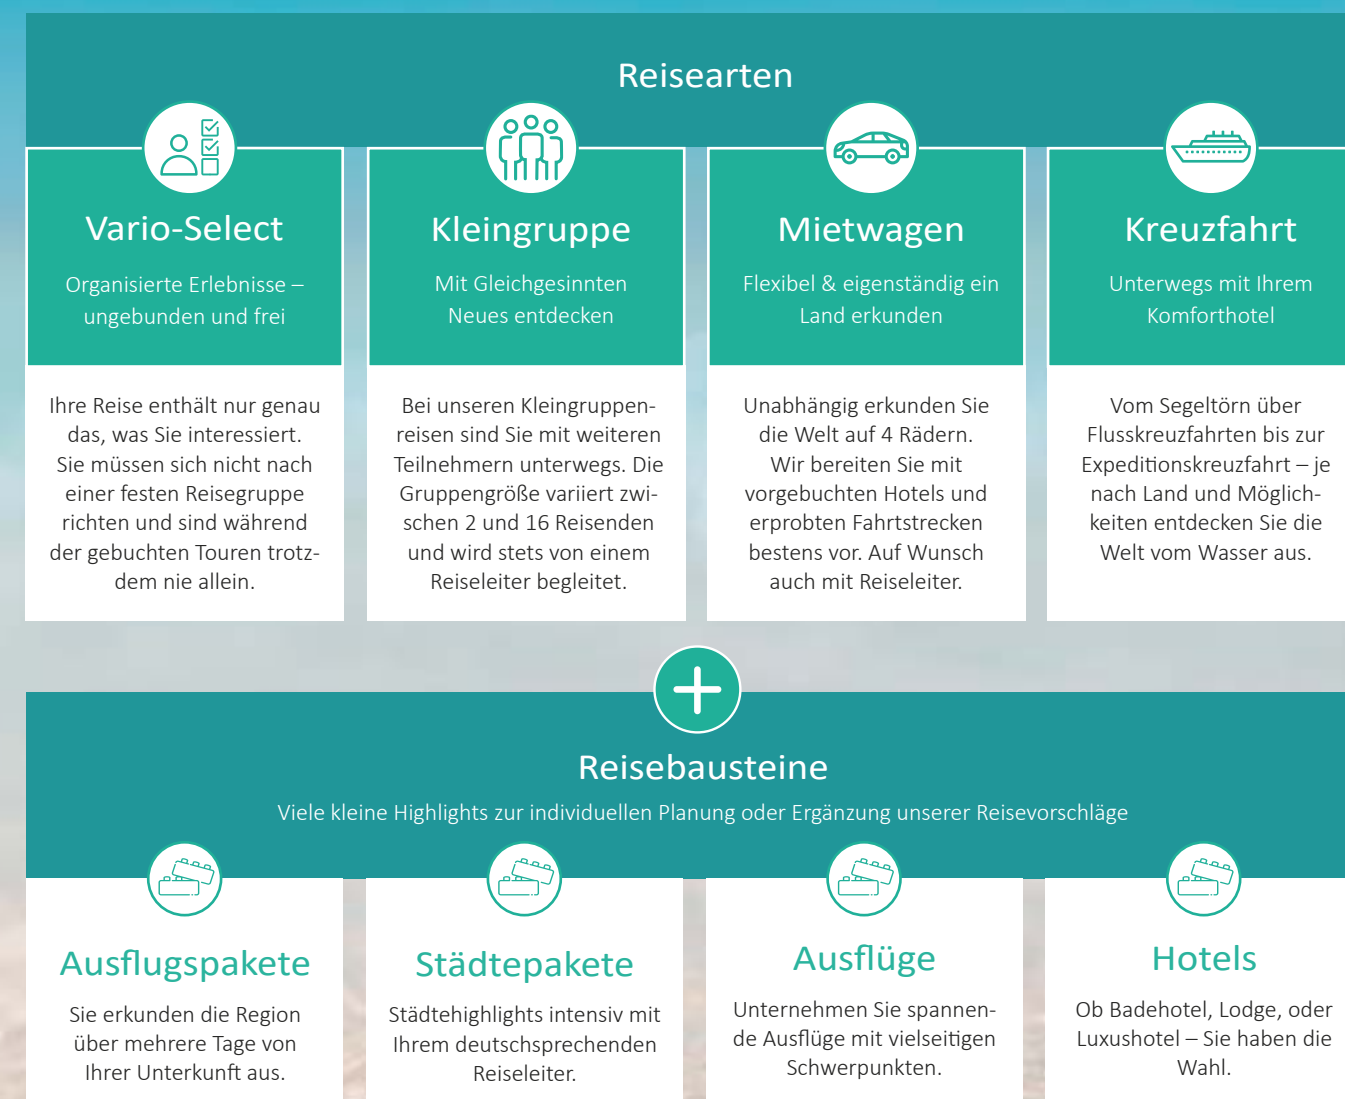 Reisearten
Vario-Select
Organisierte Erlebnisse –
ungebunden und frei
Ihre Reise enthält nur genau
das, was Sie interessiert.
Sie müssen sich nicht nach
einer festen Reisegruppe
richten und sind während
der gebuchten Touren trotz-
dem nie allein.
Kleingruppe
Mit Gleichgesinnten
Neues entdecken
Bei unseren Kleingruppen-
reisen sind Sie mit weiteren
Teilnehmern unterwegs. Die
Gruppengröße variiert zwi-
schen 2 und 16 Reisenden
und wird stets von einem
Reiseleiter begleitet.
Mietwagen
Flexibel & eigenständig ein
Land erkunden
Unabhängig erkunden Sie
die Welt auf 4 Rädern.
Wir bereiten Sie mit
vorgebuchten Hotels und
erprobten Fahrtstrecken
bestens vor. Auf Wunsch
auch mit Reiseleiter.
Kreuzfahrt
Unterwegs mit Ihrem
Komforthotel
Vom Segeltörn über
Flusskreuzfahrten bis zur
Expeditionskreuzfahrt – je
nach Land und Möglich-
keiten entdecken Sie die
Welt vom Wasser aus.
Reisebausteine
Viele kleine Highlights zur individuellen Planung oder Ergänzung unserer Reisevorschläge
Ausflugspakete
Sie erkunden die Region
über mehrere Tage von
Ihrer Unterkunft aus.
Städtepakete
Städtehighlights intensiv mit
Ihrem deutschsprechenden
Reiseleiter.
Ausflüge
Unternehmen Sie spannen-
de Ausflüge mit vielseitigen
Schwerpunkten.
Hotels
Ob Badehotel, Lodge, oder
Luxushotel – Sie haben die
Wahl.